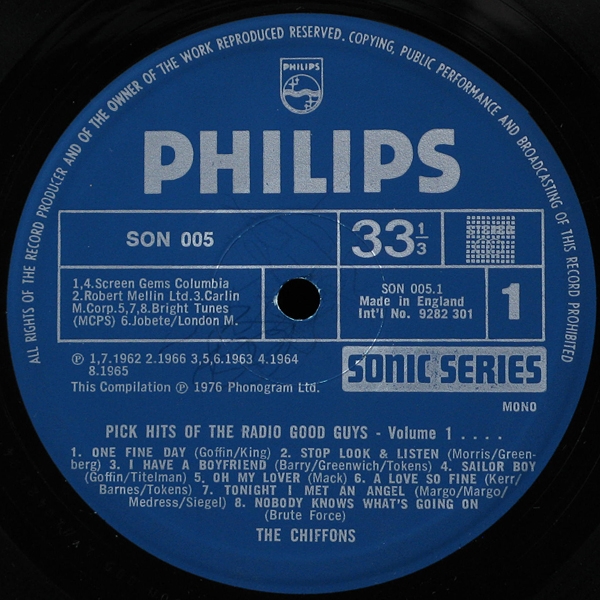 ALL RIGHTS OF THE RECORD PRODUCER AND OF THE OWNER OF THE WORK REPRODUCED RESERVED. COPYING, PUBLIC PERFORMANCE AND BROADCASTING OF THIS RECORD PROHIBITED
PHILIPS
PHILIPS
SON 005
33 1/3
STEREO
1,4.Screen Gems Columbia
2.Robert Mellin Ltd.3.Carlin
M.Corp.5,7,8.Bright Tunes
(MCPS) 6.Jobete/London M.
SON 005.1
Made in England
Int'l No. 9282 301
1
Ⓟ 1,7.1962 2.1966 3,5,6.1963 4.1964
8.1965
This Compilation Ⓟ 1976 Phonogram Ltd.
SONIC SERIES
MONO
PICK HITS OF THE RADIO GOOD GUYS - Volume 1 ....
1. ONE FINE DAY (Goffin/King) 2. STOP LOOK & LISTEN (Morris/Green-
berg) 3. I HAVE A BOYFRIEND (Barry/Greenwich/Tokens) 4. SAILOR BOY
(Goffin/Titelman) 5. OH MY LOVER (Mack) 6. A LOVE SO FINE (Kerr/
Barnes/Tokens) 7. TONIGHT I MET AN ANGEL (Margo/Margo/
Medress/Siegel) 8. NOBODY KNOWS WHAT'S GOING ON
(Brute Force)
THE CHIFFONS